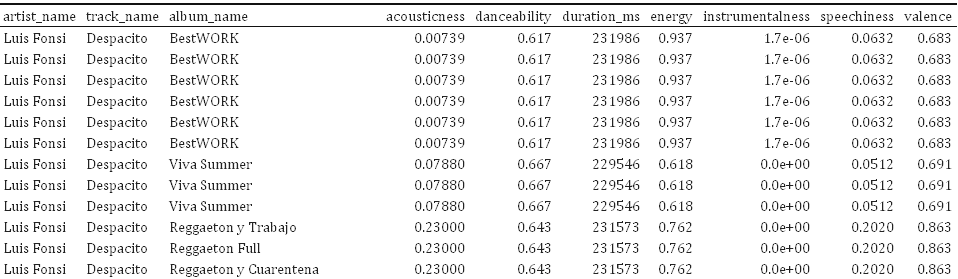 artist_name track_name album_name acousticness danceability duration_ms energy instrumentalness speechiness valence
Luis Fonsi Despacito BestWORK 0.00739 0.617 231986 0.937 1.7e-06 0.0632 0.683
Luis Fonsi Despacito BestWORK 0.00739 0.617 231986 0.937 1.7e-06 0.0632 0.683
Luis Fonsi Despacito BestWORK 0.00739 0.617 231986 0.937 1.7e-06 0.0632 0.683
Luis Fonsi Despacito BestWORK 0.00739 0.617 231986 0.937 1.7e-06 0.0632 0.683
Luis Fonsi Despacito BestWORK 0.00739 0.617 231986 0.937 1.7e-06 0.0632 0.683
Luis Fonsi Despacito BestWORK 0.00739 0.617 231986 0.937 1.7e-06 0.0632 0.683
Luis Fonsi Despacito Viva Summer 0.07880 0.667 229546 0.618 0.0e+00 0.0512 0.691
Luis Fonsi Despacito Viva Summer 0.07880 0.667 229546 0.618 0.0e+00 0.0512 0.691
Luis Fonsi Despacito Viva Summer 0.07880 0.667 229546 0.618 0.0e+00 0.0512 0.691
Luis Fonsi Despacito Reggaeton y Trabajo 0.23000 0.643 231573 0.762 0.0e+00 0.2020 0.863
Luis Fonsi Despacito Reggaeton Full 0.23000 0.643 231573 0.762 0.0e+00 0.2020 0.863
Luis Fonsi Despacito Reggaeton y Cuarentena 0.23000 0.643 231573 0.762 0.0e+00 0.2020 0.863